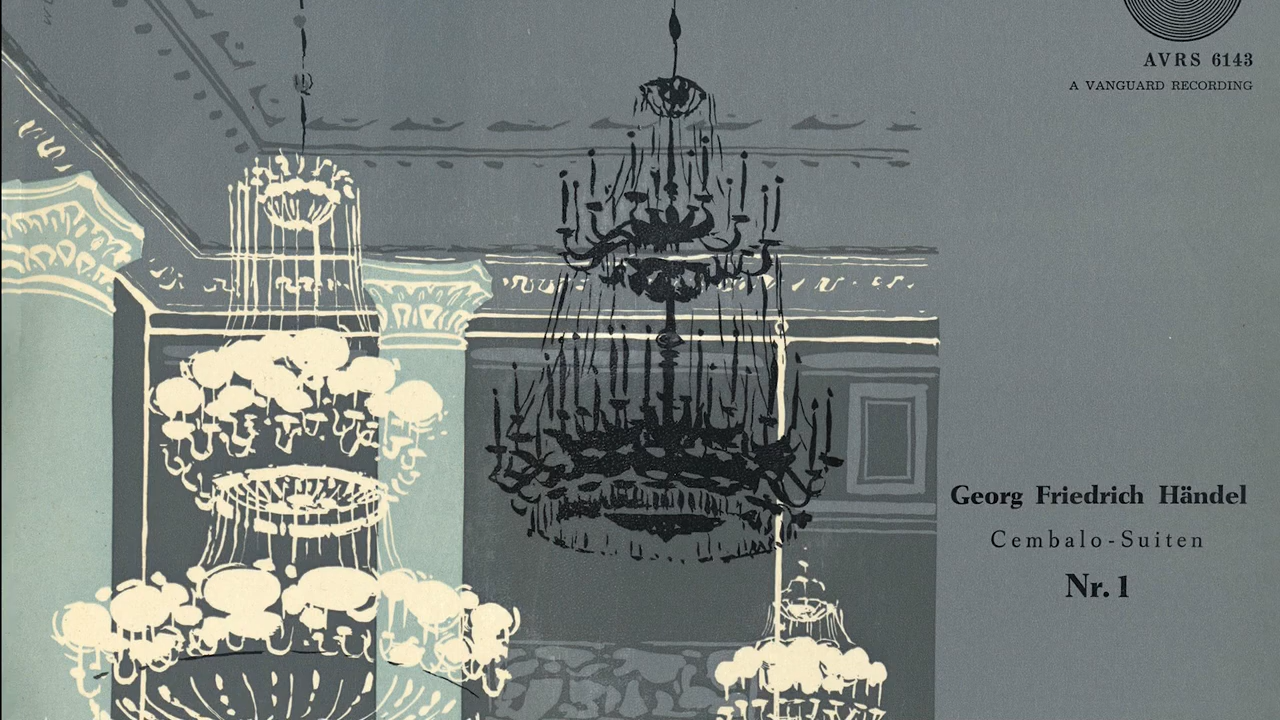 AVRS 6143
A VANGUARD RECORDING
Georg Friedrich Händel
Cembalo-Suiten
Nr. 1